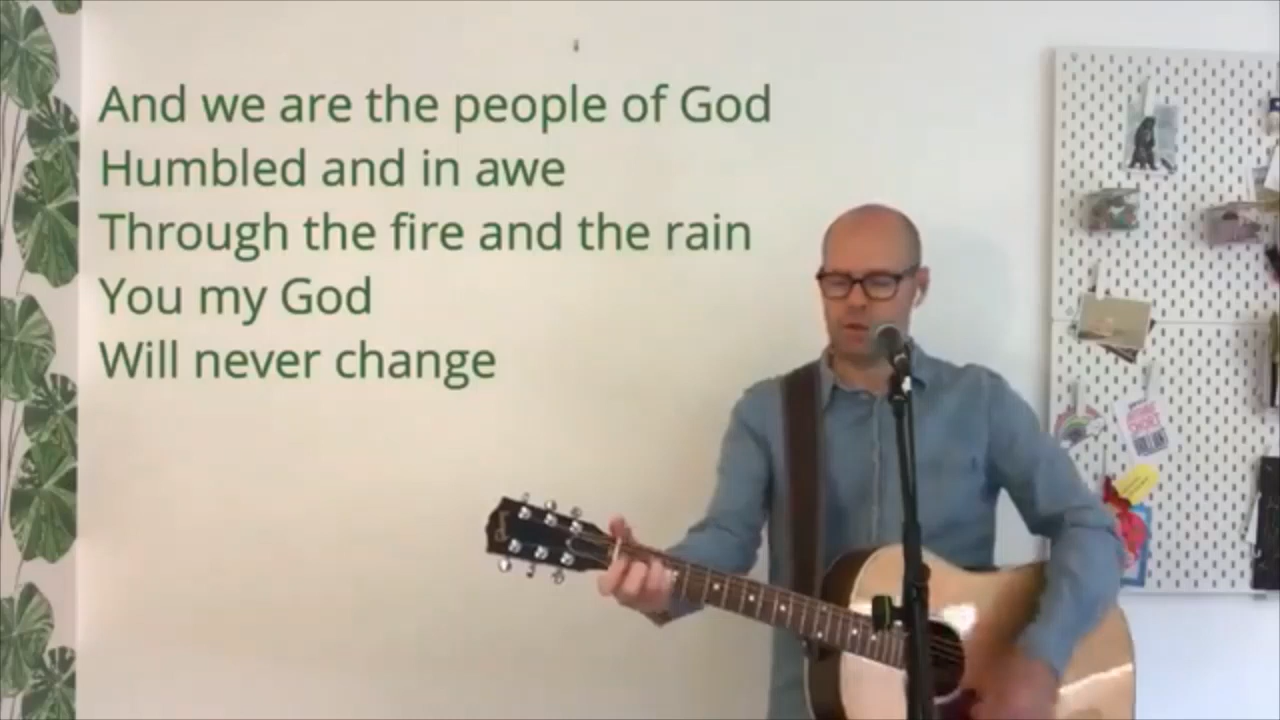 And we are the people of God
Humbled and in awe
Through the fire and the rain
You my God
Will never change